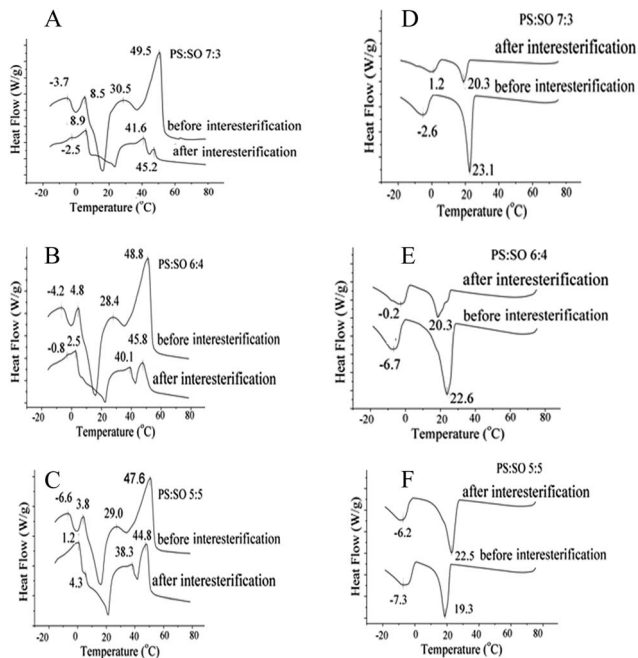 A
PS:SO 7:3
49.5
-3.7
8.5
30.5
8.9
before interesterification
41.6
-2.5
after interesterification
45.2
Heat Flow (W/g)
-20 0 20 40 60 80
Temperature (°C)
D
PS:SO 7:3
after interesterification
1.2
20.3
before interesterification
-2.6
23.1
Heat Flow (W/g)
-20 0 20 40 60 80
Temperature (°C)
B
PS:SO 6:4
48.8
-4.2
4.8
28.4
before interesterification
45.8
-0.8
2.5
40.1
after interesterification
Heat Flow (W/g)
-20 0 20 40 60 80
Temperature (°C)
E
PS:SO 6:4
after interesterification
-0.2
20.3
before interesterification
-6.7
22.6
Heat Flow (W/g)
-20 0 20 40 60 80
Temperature (°C)
C
PS:SO 5:5
47.6
-6.6
3.8
29.0
before interesterification
1.2
44.8
38.3
4.3
after interesterification
Heat Flow (W/g)
-20 0 20 40 60 80
Temperature (°C)
F
PS:SO 5:5
after interesterification
-6.2
22.5
before interesterification
-7.3
19.3
Heat Flow (W/g)
-20 0 20 40 60 80
Temperature (°C)